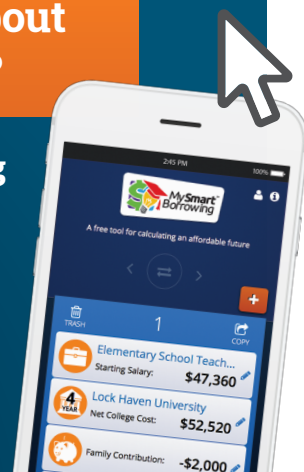 out
g
2:45 PM 100%
MySmart
Borrowing
A free tool for calculating an affordable future
+
TRASH 1 COPY
Elementary School Teach...
Starting Salary: $47,360
4 YEAR
Lock Haven University
Net College Cost: $52,520
Family Contribution: -$2,000